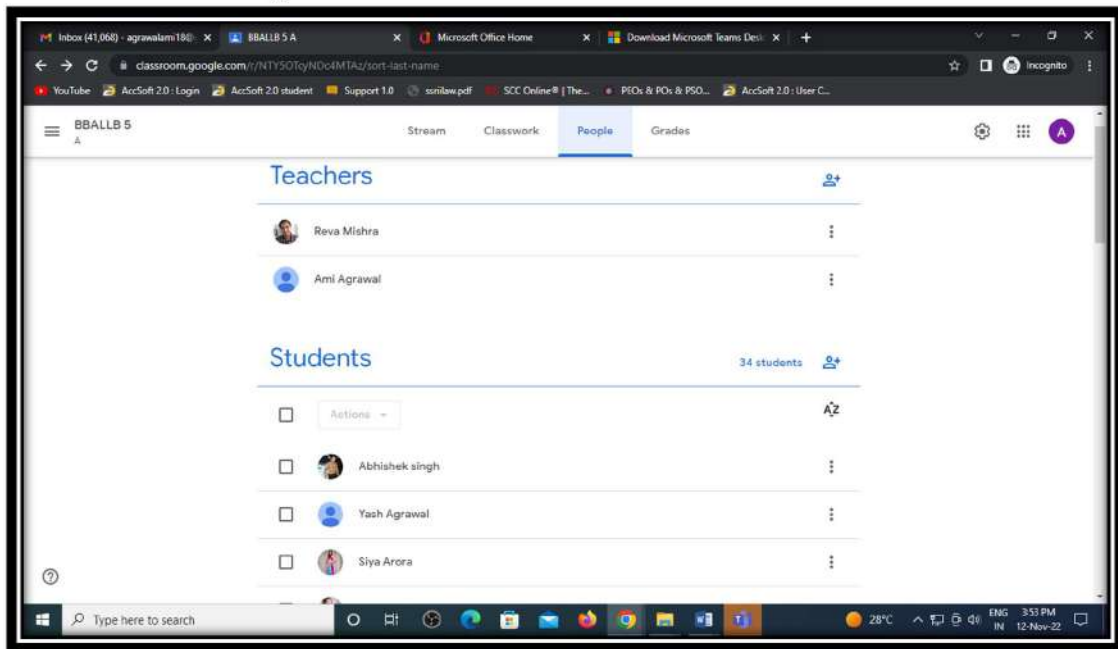 Inbox (41,068) - agrawalami18@
BBALLB 5 A
Microsoft Office Home
Download Microsoft Teams Desk
classroom.google.com/r/NTY5OTcyNDc4MTAz/sort-last-name
Incognito
YouTube
AccSoft 2.0 : Login
AccSoft 2.0 student
Support 1.0
ssrilaw.pdf
SCC Online® | The...
PEOs & POs & PSO...
AccSoft 2.0 : User C...
BBALLB 5
A
Stream
Classwork
People
Grades
A
Teachers
Reva Mishra
Ami Agrawal
Students
34 students
Actions
AZ
Abhishek singh
Yash Agrawal
Siya Arora
Type here to search
28°C
ENG
IN
3:53 PM
12-Nov-22